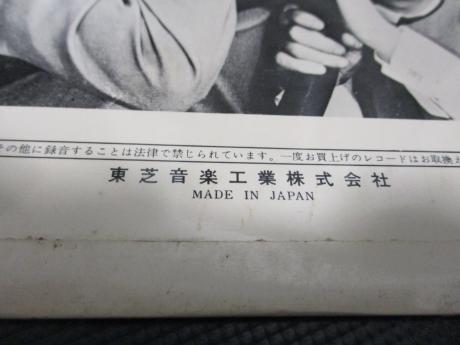 その他に録音することは法律で禁じられています。一度お買上げのレコードはお取換え
東芝音楽工業株式会社
MADE IN JAPAN